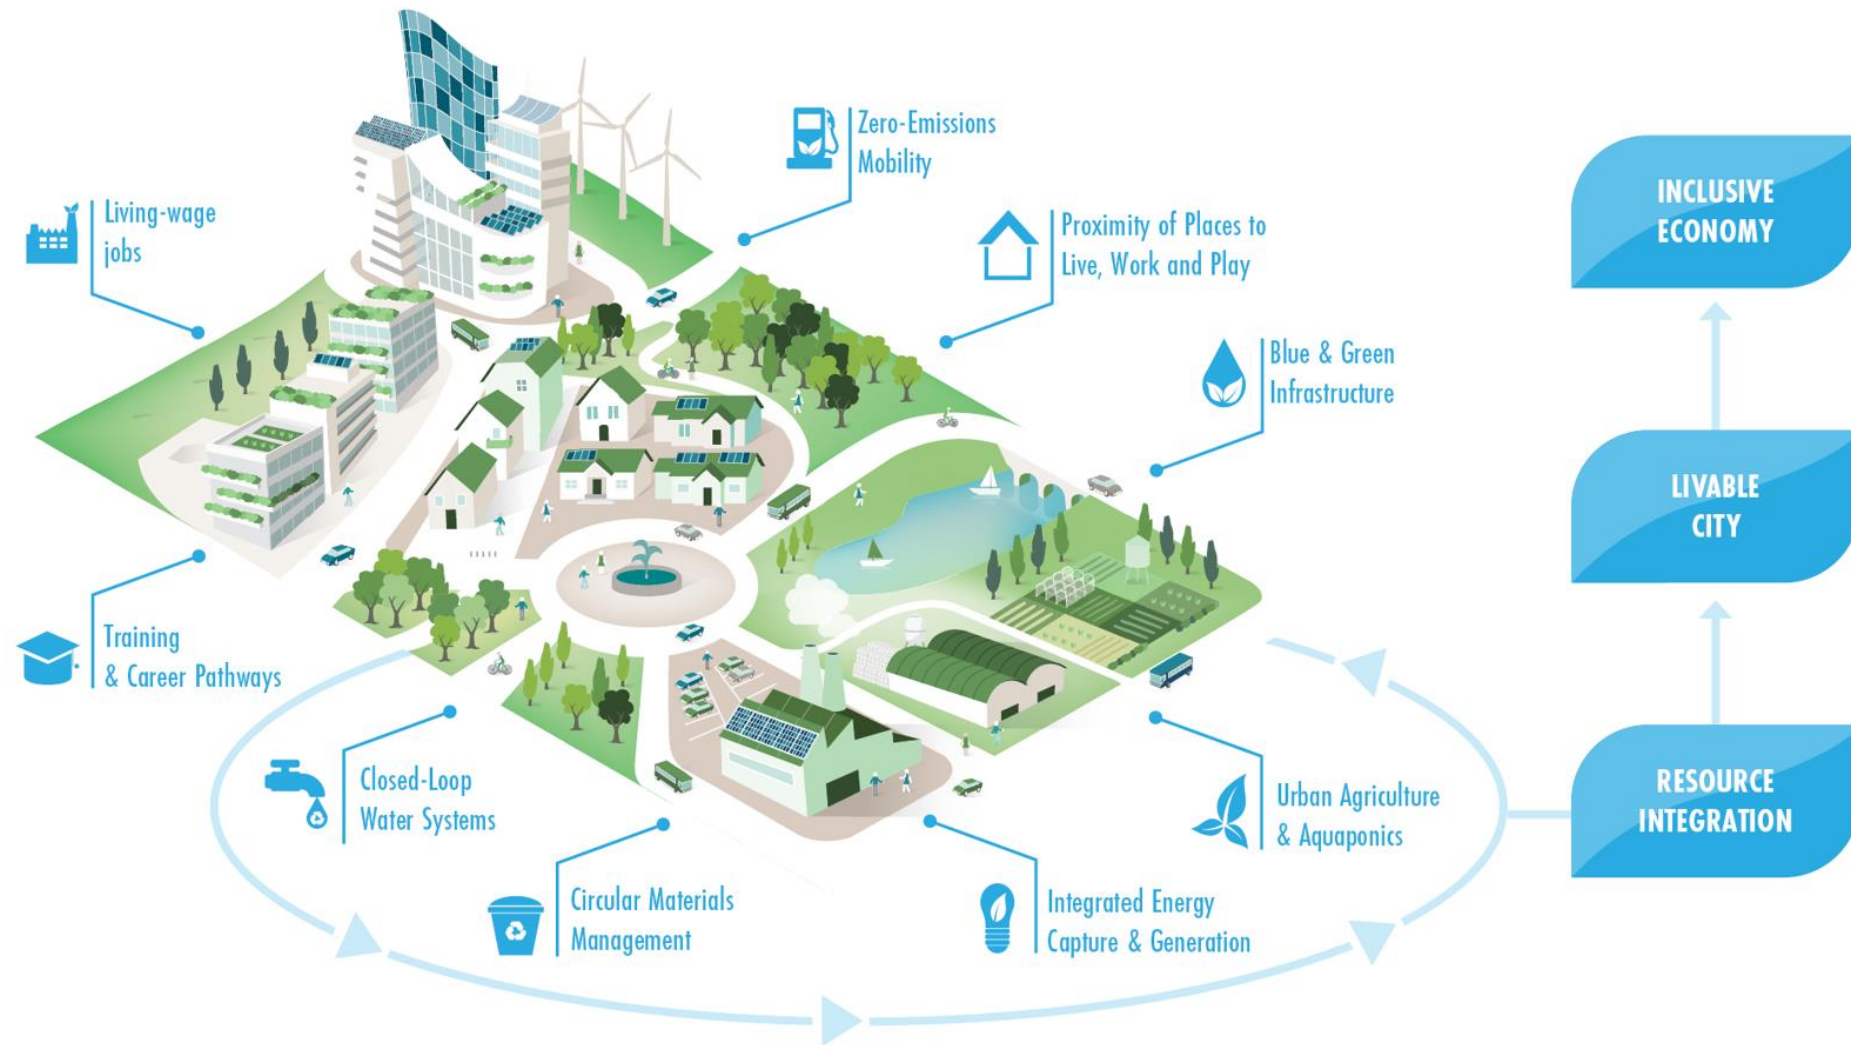 Zero-Emissions
Mobility
Living-wage
jobs
Proximity of Places to
Live, Work and Play
Blue & Green
Infrastructure
Training
& Career Pathways
Closed-Loop
Water Systems
Circular Materials
Management
Integrated Energy
Capture & Generation
Urban Agriculture
& Aquaponics
INCLUSIVE
ECONOMY
LIVABLE
CITY
RESOURCE
INTEGRATION